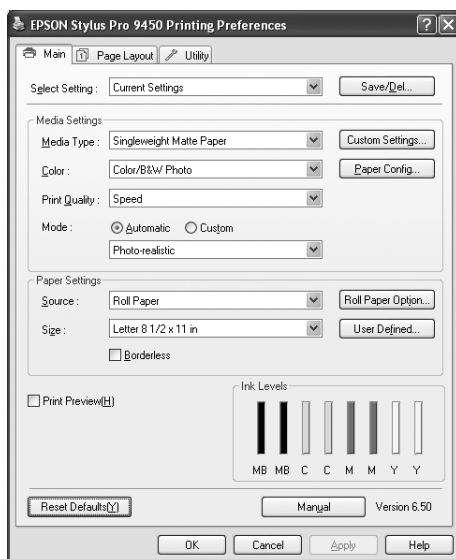 EPSON Stylus Pro 9450 Printing Preferences
Main Page Layout Utility
Select Setting : Current Settings Save/Del...
Media Settings
Media Type : Singleweight Matte Paper Custom Settings...
Color : Color/B&W Photo Paper Config...
Print Quality : Speed
Mode : Automatic Custom
Photo-realistic
Paper Settings
Source : Roll Paper Roll Paper Option...
Size : Letter 8 1/2 x 11 in User Defined...
Borderless
Print Preview(H)
Ink Levels
MB MB C C M M Y Y
Reset Defaults(Y) Manual Version 6.50
OK Cancel Apply Help